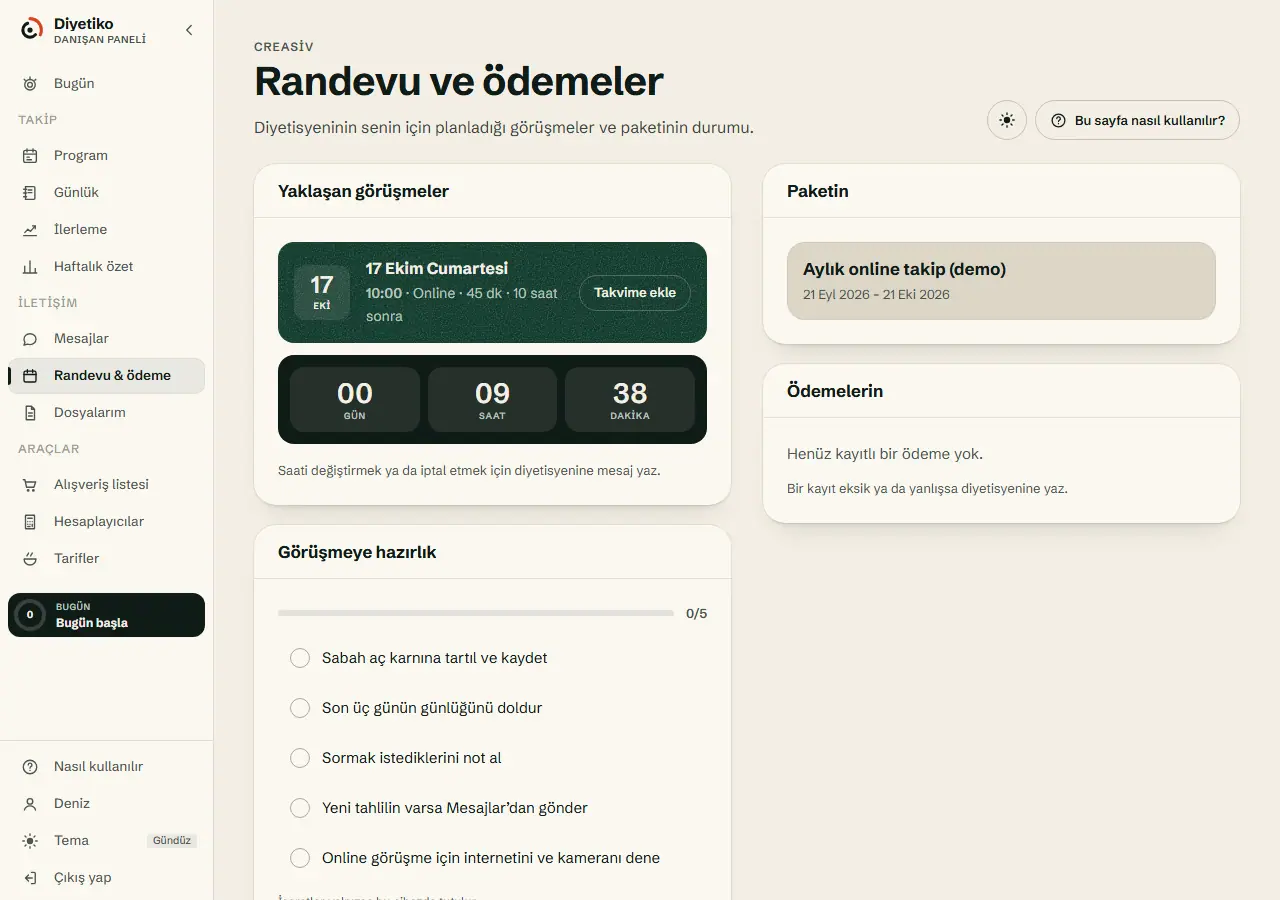 Diyetiko
DANIŞAN PANELİ
Bugün
TAKİP
Program
Günlük
İlerleme
Haftalık özet
İLETİŞİM
Mesajlar
Randevu & ödeme
Dosyalarım
ARAÇLAR
Alışveriş listesi
Hesaplayıcılar
Tarifler
0
BUGÜN
Bugün başla
Nasıl kullanılır
Deniz
Tema
Gündüz
Çıkış yap
CREASİV
Randevu ve ödemeler
Diyetisyeninin senin için planladığı görüşmeler ve paketinin durumu.
Bu sayfa nasıl kullanılır?
Yaklaşan görüşmeler
17
EKİ
17 Ekim Cumartesi
10:00 · Online · 45 dk · 10 saat
sonra
Takvime ekle
00
GÜN
09
SAAT
38
DAKİKA
Saati değiştirmek ya da iptal etmek için diyetisyenine mesaj yaz.
Görüşmeye hazırlık
0/5
Sabah aç karnına tartıl ve kaydet
Son üç günün günlüğünü doldur
Sormak istediklerini not al
Yeni tahlilin varsa Mesajlar’dan gönder
Online görüşme için internetini ve kameranı dene
Paketin
Aylık online takip (demo)
21 Eyl 2026 – 21 Eki 2026
Ödemelerin
Henüz kayıtlı bir ödeme yok.
Bir kayıt eksik ya da yanlışsa diyetisyenine yaz.